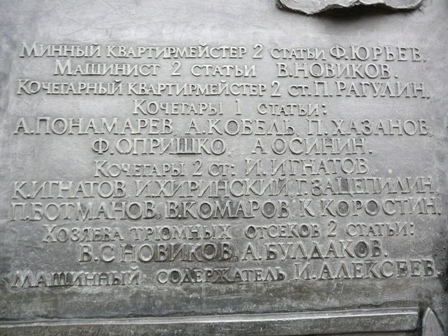 Минный квартирмейстер 2 статьи Ф.Юрьев.
Машинист 2 статьи В.Новиков.
Кочегарный квартирмейстер 2 ст. П.Рагулин.
Кочегары 1 статьи:
А.Понамарев, А.Кобель, П.Хазанов,
Ф.Опришко. А.Осинин.
Кочегары 2 ст: И.Игнатов.
К.Игнатов. И.Хиринский, Г.Зацепилин,
П.Ботманов, В.Комаров, К.Коростин,
Хозяева трюмных отсеков 2 статьи:
В.С.Новиков, А.Булдаков.
Машинный содержатель И.Алексеев.